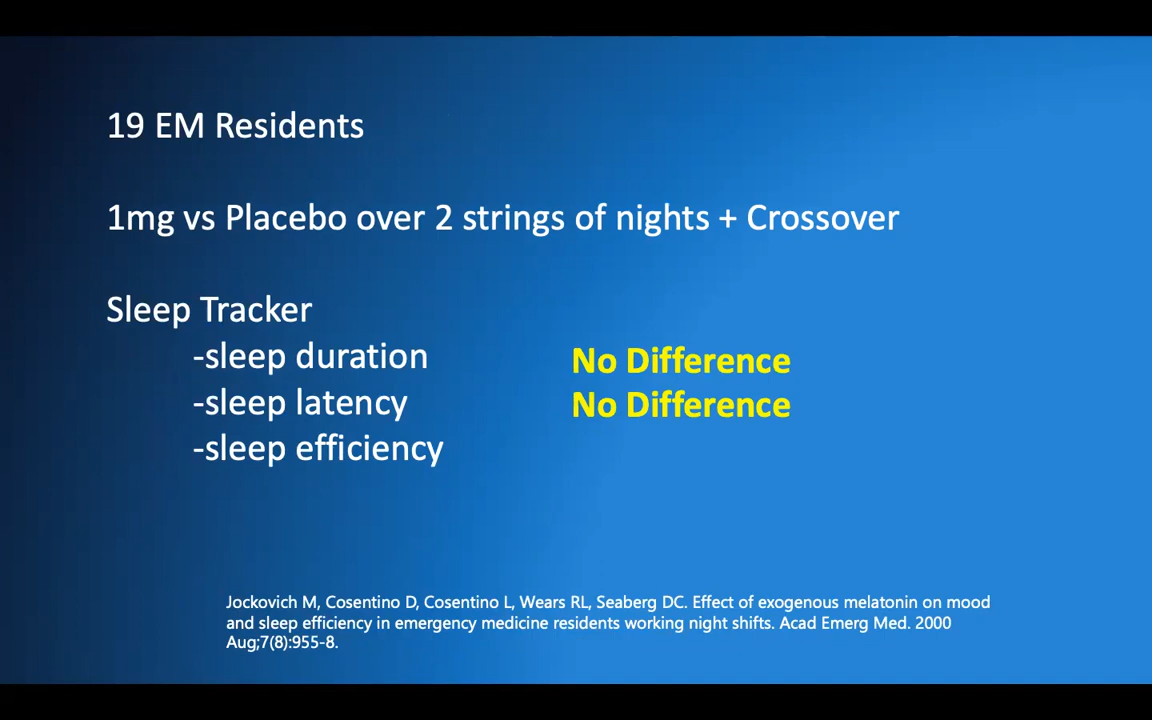 19 EM Residents
1mg vs Placebo over 2 strings of nights + Crossover
Sleep Tracker
-sleep duration No Difference
-sleep latency No Difference
-sleep efficiency
Jockovich M, Cosentino D, Cosentino L, Wears RL, Seaberg DC. Effect of exogenous melatonin on mood
and sleep efficiency in emergency medicine residents working night shifts. Acad Emerg Med. 2000
Aug;7(8):955-8.